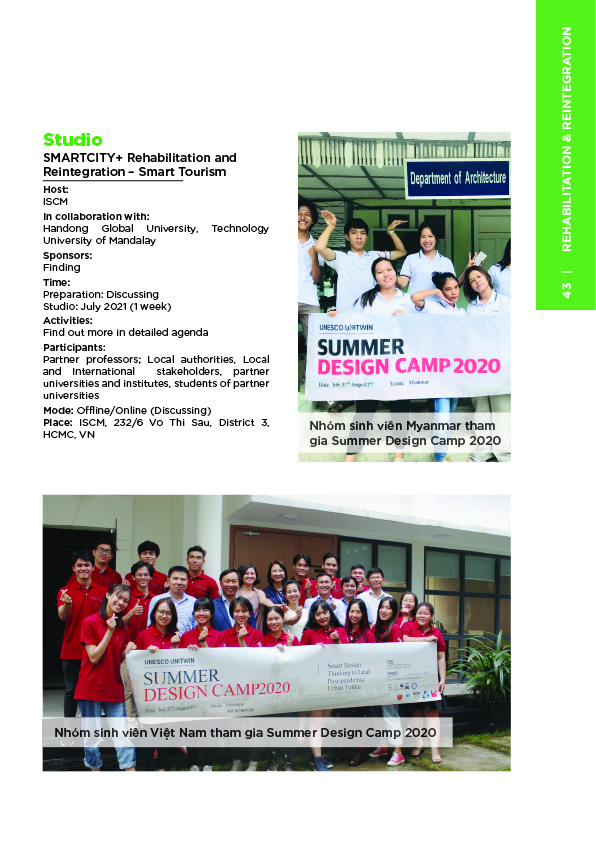 43 | REHABILITATION & REINTEGRATION
Studio
SMARTCITY+ Rehabilitation and
Reintegration – Smart Tourism
Host:
ISCM
In collaboration with:
Handong Global University, Technology
University of Mandalay
Sponsors:
Finding
Time:
Preparation: Discussing
Studio: July 2021 (1 week)
Activities:
Find out more in detailed agenda
Participants:
Partner professors; Local authorities, Local
and International stakeholders, partner
universities and institutes, students of partner
universities
Mode: Offline/Online (Discussing)
Place: ISCM, 232/6 Vo Thi Sau, District 3,
HCMC, VN
Department of Architecture
UNESCO UNITWIN
SUMMER
DESIGN CAMP 2020
Date July 27th August 2nd Venue Myanmar
Nhóm sinh viên Myanmar tham
gia Summer Design Camp 2020
UNESCO UNITWIN
SUMMER
DESIGN CAMP2020
Smart Design
Thinking to Lead
Post-pandemic
Urban Future
Nhóm sinh viên Việt Nam tham gia Summer Design Camp 2020